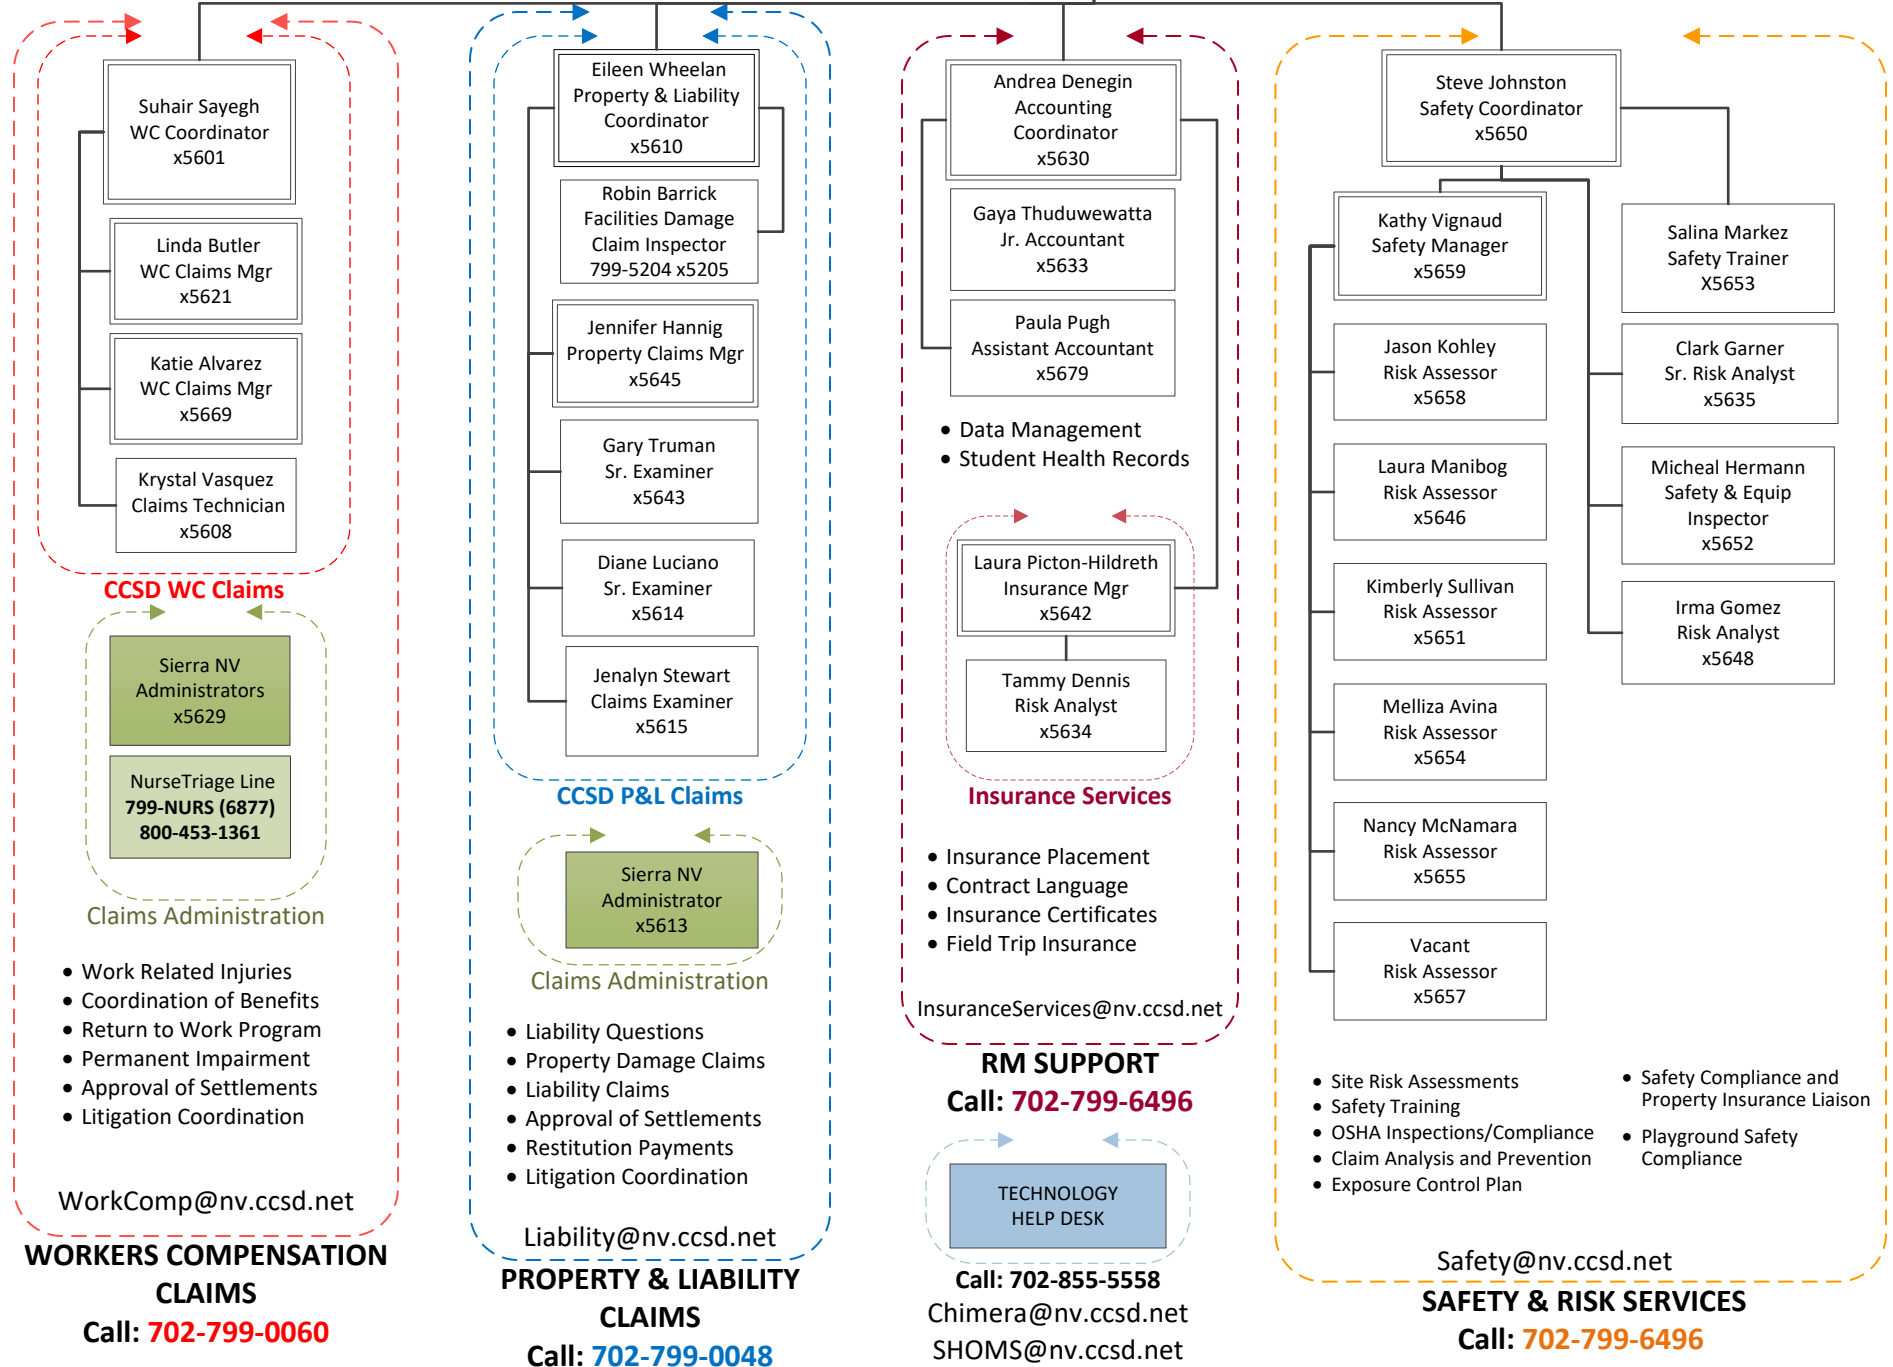 Suhair Sayegh
WC Coordinator
x5601
Linda Butler
WC Claims Mgr
x5621
Katie Alvarez
WC Claims Mgr
x5669
Krystal Vasquez
Claims Technician
x5608
CCSD WC Claims
Sierra NV
Administrators
x5629
NurseTriage Line
799-NURS (6877)
800-453-1361
Claims Administration
• Work Related Injuries
• Coordination of Benefits
• Return to Work Program
• Permanent Impairment
• Approval of Settlements
• Litigation Coordination
WorkComp@nv.ccsd.net
WORKERS COMPENSATION
CLAIMS
Call: 702-799-0060
Eileen Wheelan
Property & Liability
Coordinator
x5610
Robin Barrick
Facilities Damage
Claim Inspector
799-5204 x5205
Jennifer Hannig
Property Claims Mgr
x5645
Gary Truman
Sr. Examiner
x5643
Diane Luciano
Sr. Examiner
x5614
Jenalyn Stewart
Claims Examiner
x5615
CCSD P&L Claims
Sierra NV
Administrator
x5613
Claims Administration
• Liability Questions
• Property Damage Claims
• Liability Claims
• Approval of Settlements
• Restitution Payments
• Litigation Coordination
Liability@nv.ccsd.net
PROPERTY & LIABILITY
CLAIMS
Call: 702-799-0048
Andrea Denegin
Accounting
Coordinator
x5630
Gaya Thuduwewatta
Jr. Accountant
x5633
Paula Pugh
Assistant Accountant
x5679
• Data Management
• Student Health Records
Laura Picton-Hildreth
Insurance Mgr
x5642
Tammy Dennis
Risk Analyst
x5634
Insurance Services
• Insurance Placement
• Contract Language
• Insurance Certificates
• Field Trip Insurance
InsuranceServices@nv.ccsd.net
RM SUPPORT
Call: 702-799-6496
TECHNOLOGY
HELP DESK
Call: 702-855-5558
Chimera@nv.ccsd.net
SHOMS@nv.ccsd.net
Steve Johnston
Safety Coordinator
x5650
Kathy Vignaud
Safety Manager
x5659
Jason Kohley
Risk Assessor
x5658
Laura Manibog
Risk Assessor
x5646
Kimberly Sullivan
Risk Assessor
x5651
Melliza Avina
Risk Assessor
x5654
Nancy McNamara
Risk Assessor
x5655
Vacant
Risk Assessor
x5657
Salina Markez
Safety Trainer
X5653
Clark Garner
Sr. Risk Analyst
x5635
Micheal Hermann
Safety & Equip
Inspector
x5652
Irma Gomez
Risk Analyst
x5648
• Site Risk Assessments
• Safety Training
• OSHA Inspections/Compliance
• Claim Analysis and Prevention
• Exposure Control Plan
• Safety Compliance and
Property Insurance Liaison
• Playground Safety
Compliance
Safety@nv.ccsd.net
SAFETY & RISK SERVICES
Call: 702-799-6496